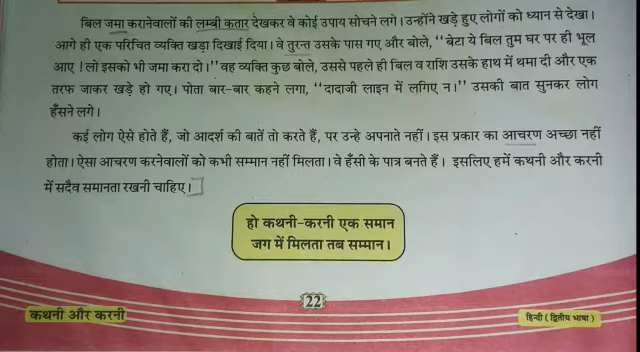 बिल जमा करानेवालों की लम्बी कतार देखकर वे कोई उपाय सोचने लगे। उन्होंने खड़े हुए लोगों को ध्यान से देखा।
आगे ही एक परिचित व्यक्ति खड़ा दिखाई दिया। वे तुरन्त उसके पास गए और बोले, ‘‘बेटा ये बिल तुम घर पर ही भूल
आए ! लो इसको भी जमा करा दो।’’ वह व्यक्ति कुछ बोले, उससे पहले ही बिल व राशि उसके हाथ में थमा दी और एक
तरफ जाकर खड़े हो गए। पोता बार-बार कहने लगा, ‘‘दादाजी लाइन में लगिए न।’’ उसकी बात सुनकर लोग
हँसने लगे।
कई लोग ऐसे होते हैं, जो आदर्श की बातें तो करते हैं, पर उन्हे अपनाते नहीं। इस प्रकार का आचरण अच्छा नहीं
होता। ऐसा आचरण करनेवालों को कभी सम्मान नहीं मिलता। वे हँसी के पात्र बनते हैं। इसलिए हमें कथनी और करनी
में सदैव समानता रखनी चाहिए।
हो कथनी-करनी एक समान
जग में मिलता तब सम्मान।
22
कथनी और करनी
हिन्दी ( द्वितीय भाषा )